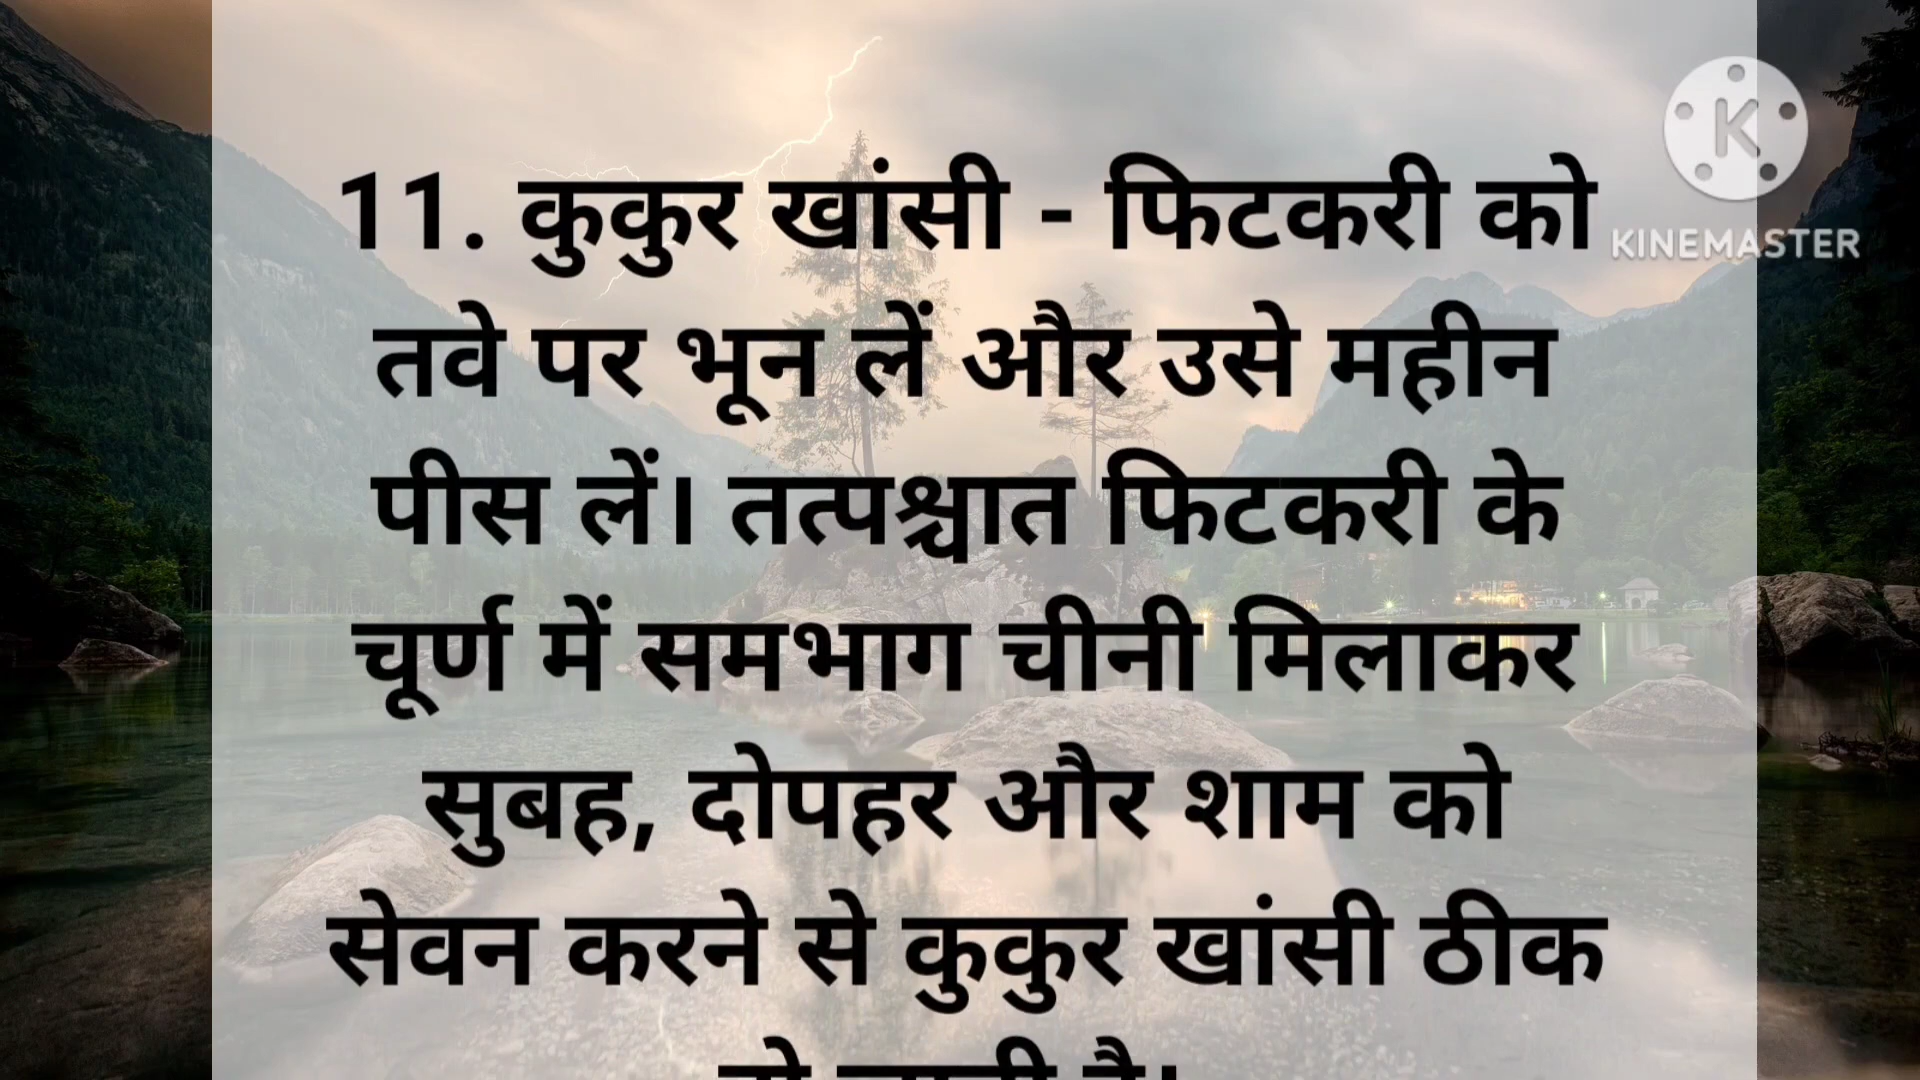 11. कुकुर खांसी - फिटकरी को
तवे पर भून लें और उसे महीन
पीस लें। तत्पश्चात फिटकरी के
चूर्ण में समभाग चीनी मिलाकर
सुबह, दोपहर और शाम को
सेवन करने से कुकुर खांसी ठीक
KINEMASTER